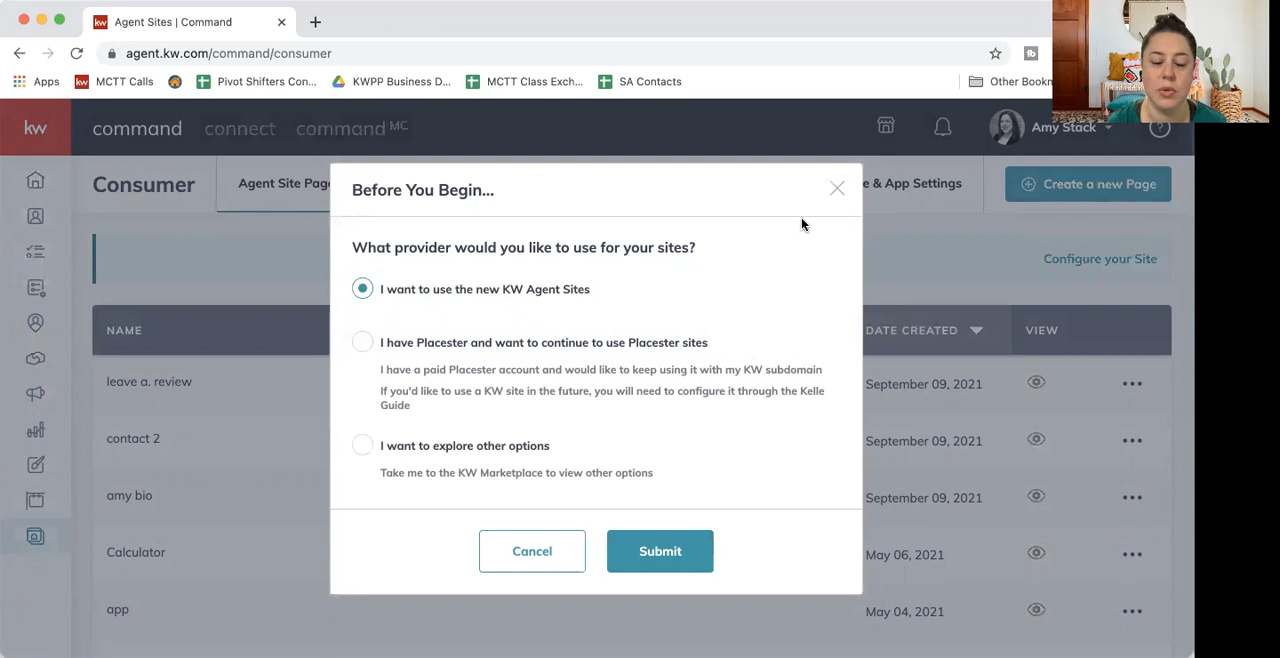 kw Agent Sites | Command
agent.kw.com/command/consumer
Apps kw MCTT Calls Pivot Shifters Con... KWPP Business D... MCTT Class Exch... SA Contacts Other Bookm
kw command connect command MC Amy Stack ?
Consumer Agent Site Page e & App Settings Create a new Page
Configure your Site
Before You Begin...
What provider would you like to use for your sites?
I want to use the new KW Agent Sites
I have Placester and want to continue to use Placester sites
I have a paid Placester account and would like to keep using it with my KW subdomain
If you'd like to use a KW site in the future, you will need to configure it through the Kelle
Guide
I want to explore other options
Take me to the KW Marketplace to view other options
Cancel Submit
NAME DATE CREATED VIEW
leave a. review September 09, 2021
contact 2 September 09, 2021
amy bio September 09, 2021
Calculator May 06, 2021
app May 04, 2021